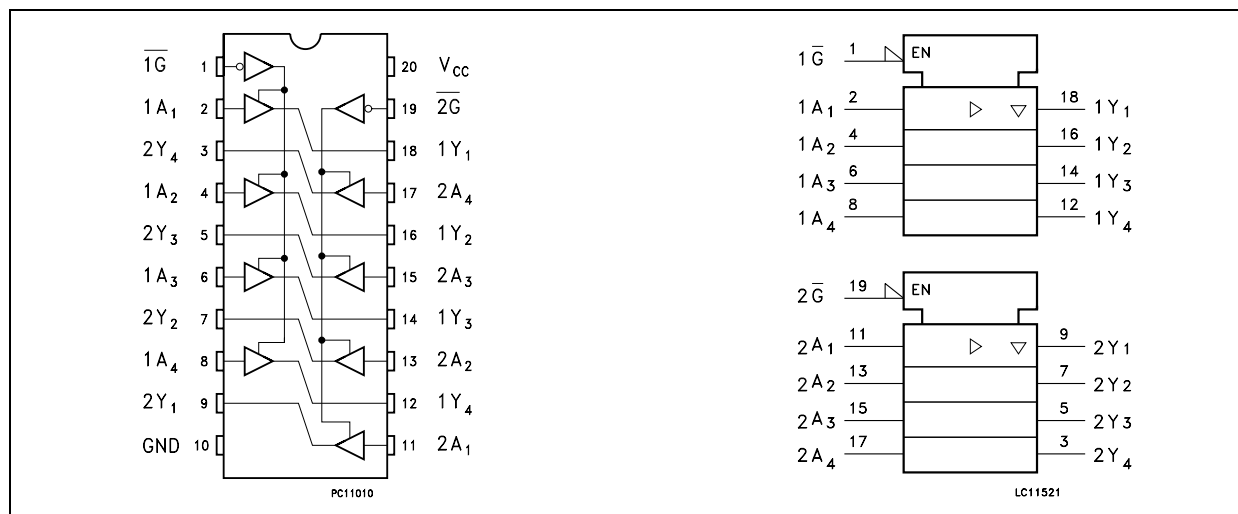 1G̅ 1 20 V_CC
1A₁ 2 19 2G̅
2Y₄ 3 18 1Y₁
1A₂ 4 17 2A₄
2Y₃ 5 16 1Y₂
1A₃ 6 15 2A₃
2Y₂ 7 14 1Y₃
1A₄ 8 13 2A₂
2Y₁ 9 12 1Y₄
GND 10 11 2A₁
PC11010
1G̅ 1 EN
1A₁ 2 18 1Y₁
1A₂ 4 16 1Y₂
1A₃ 6 14 1Y₃
1A₄ 8 12 1Y₄
2G̅ 19 EN
2A₁ 11 9 2Y₁
2A₂ 13 7 2Y₂
2A₃ 15 5 2Y₃
2A₄ 17 3 2Y₄
LC11521